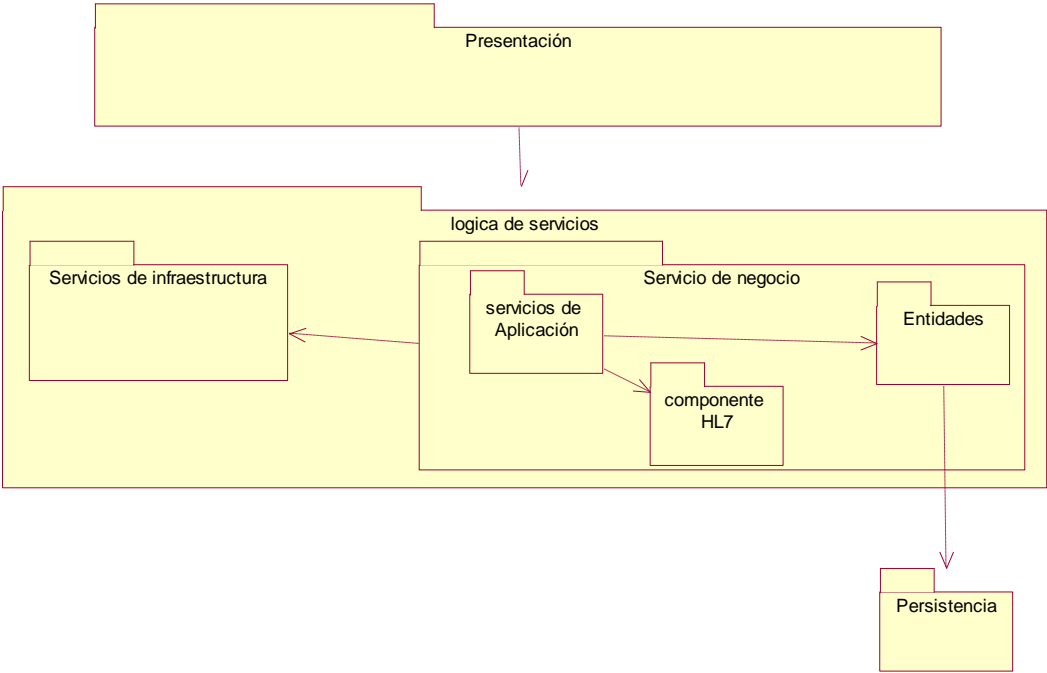 Presentación
logica de servicios
Servicios de infraestructura
Servicio de negocio
servicios de
Aplicación
Entidades
componente
HL7
Persistencia